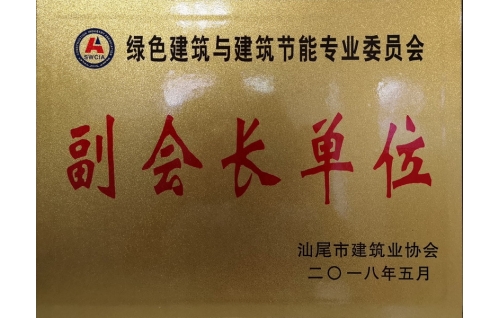 SWCIA
绿色建筑与建筑节能专业委员会
副会长单位
汕尾市建筑业协会
二〇一八年五月